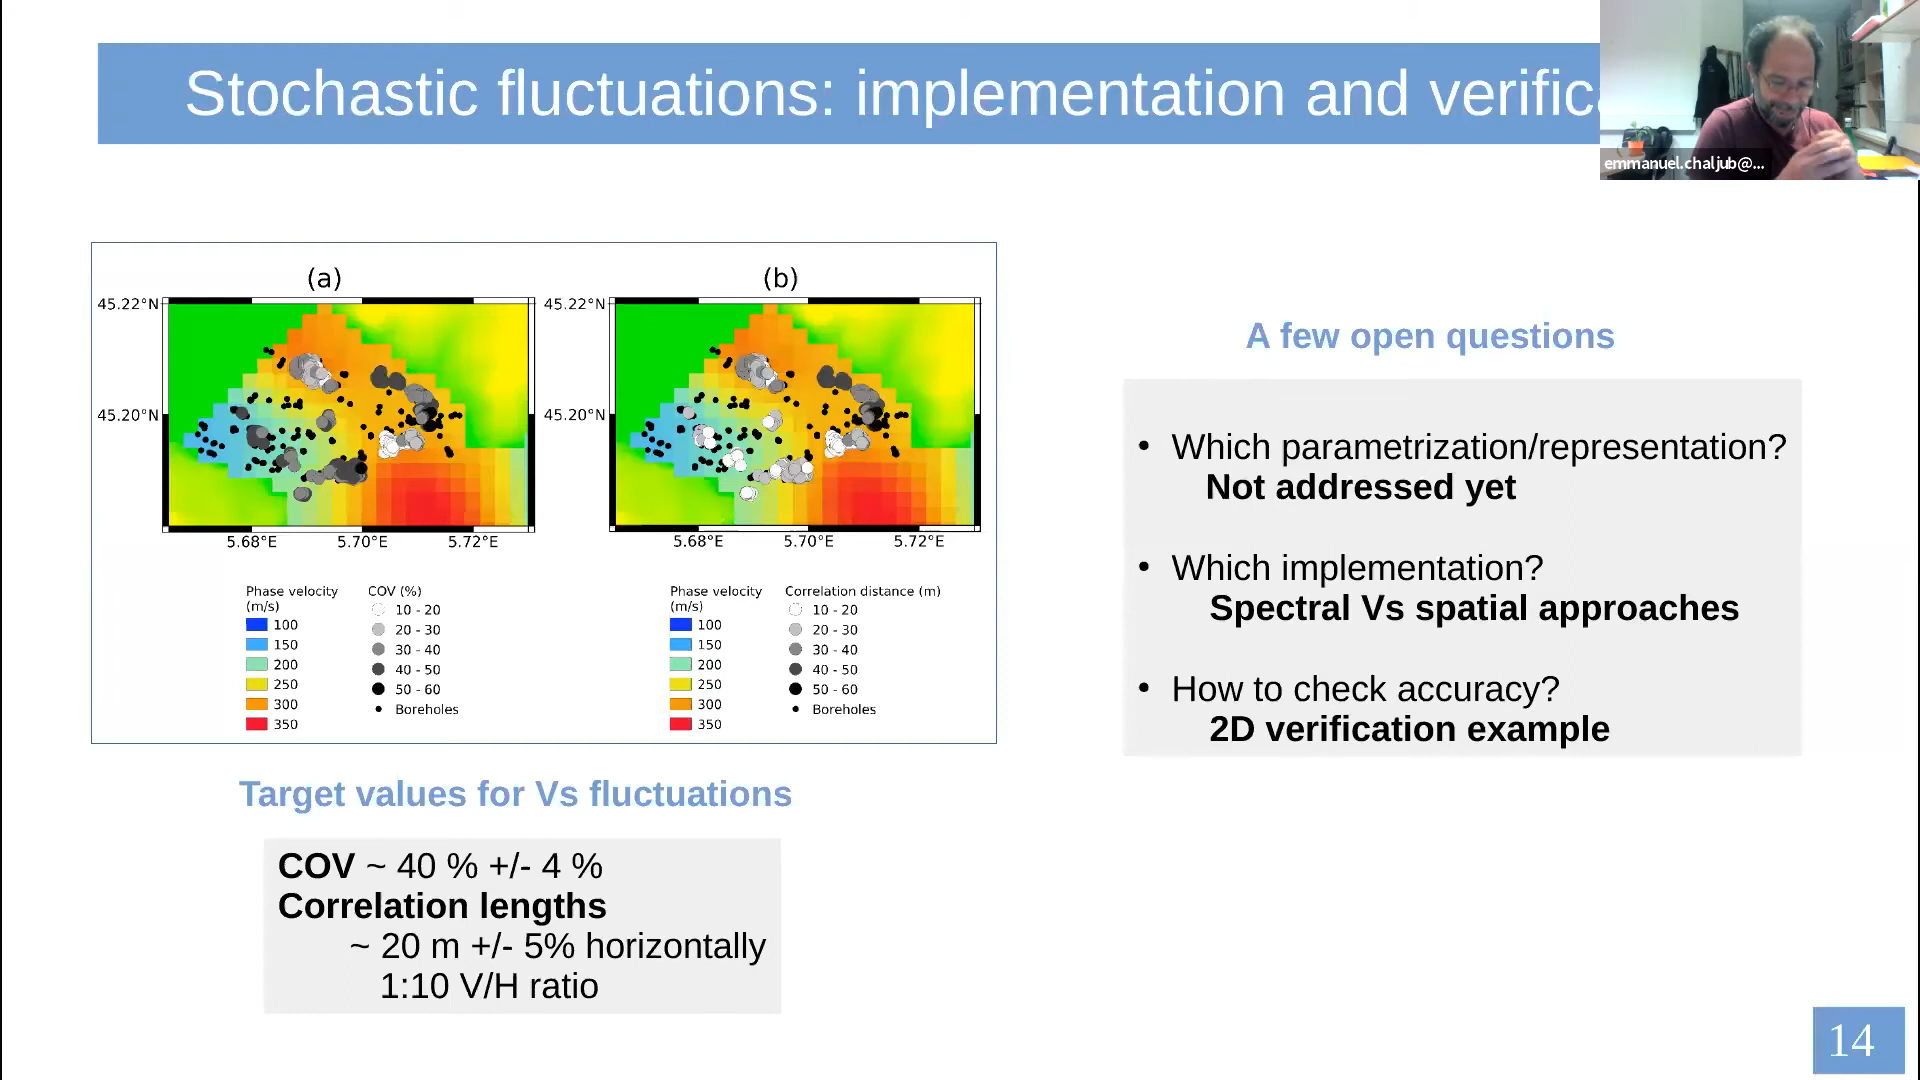 Stochastic fluctuations: implementation and verifica
emmanuel.chaljub@...
(a)
(b)
45.22°N
45.20°N
5.68°E 5.70°E 5.72°E
45.22°N
45.20°N
5.68°E 5.70°E 5.72°E
Phase velocity
(m/s)
100
150
200
250
300
350
COV (%)
10 - 20
20 - 30
30 - 40
40 - 50
50 - 60
Boreholes
Phase velocity
(m/s)
100
150
200
250
300
350
Correlation distance (m)
10 - 20
20 - 30
30 - 40
40 - 50
50 - 60
Boreholes
Target values for Vs fluctuations
COV ~ 40 % +/- 4 %
Correlation lengths
~ 20 m +/- 5% horizontally
1:10 V/H ratio
A few open questions
• Which parametrization/representation?
Not addressed yet
• Which implementation?
Spectral Vs spatial approaches
• How to check accuracy?
2D verification example
14